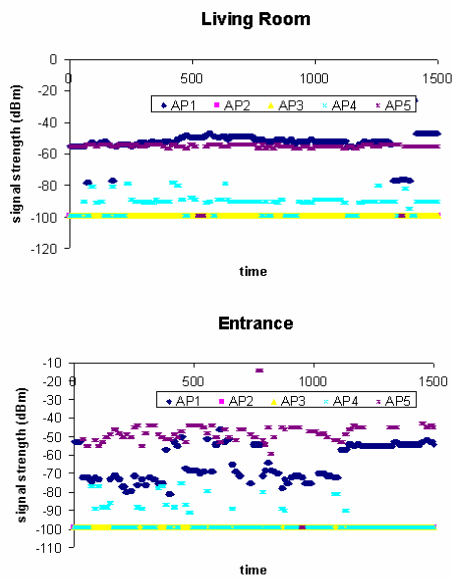 Living Room
0
-20
-40
-60
-80
-100
-120
0 500 1000 1500
AP1 AP2 AP3 AP4 AP5
signal strength (dBm)
time
Entrance
-10
-20
-30
-40
-50
-60
-70
-80
-90
-100
-110
0 500 1000 1500
AP1 AP2 AP3 AP4 AP5
signal strength (dBm)
time